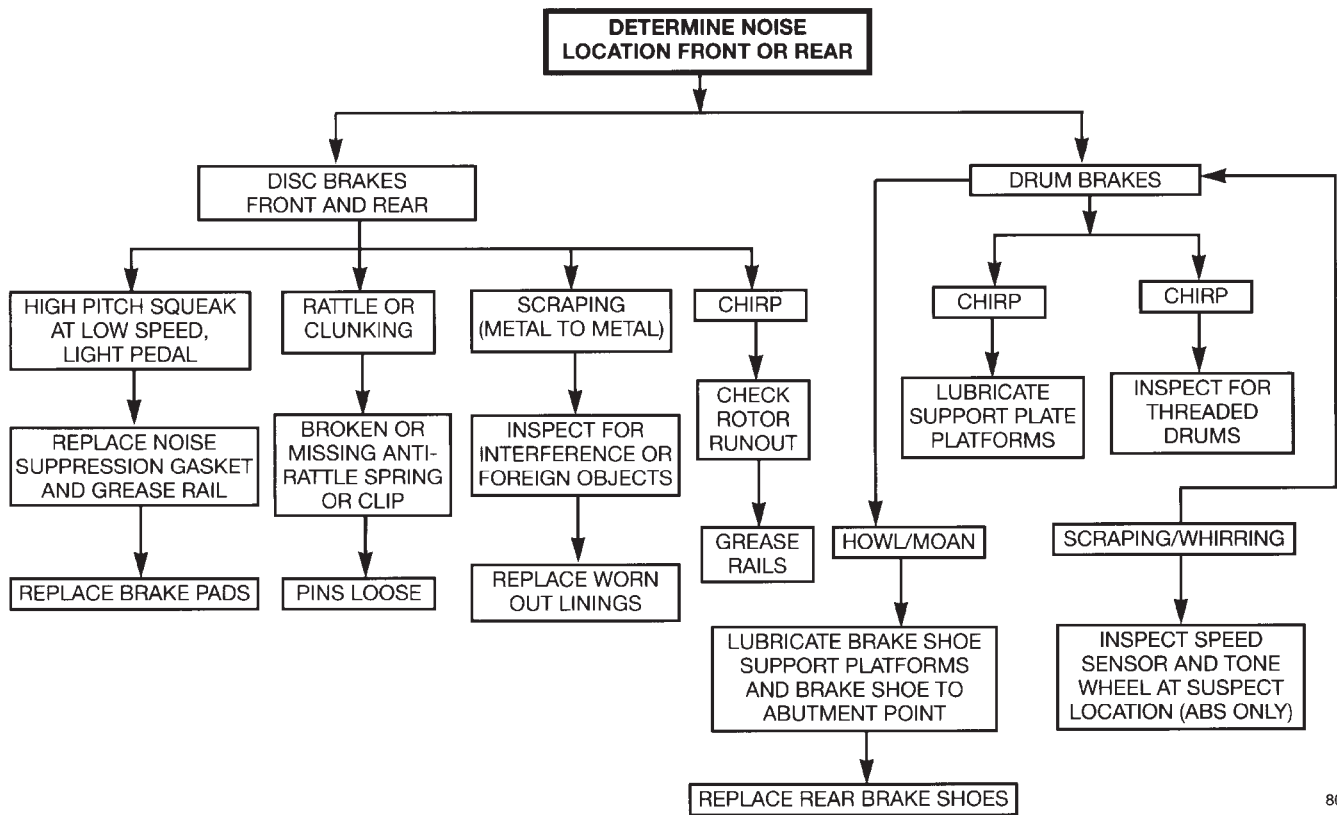 DETERMINE NOISE
LOCATION FRONT OR REAR
DISC BRAKES
FRONT AND REAR
DRUM BRAKES
HIGH PITCH SQUEAK
AT LOW SPEED,
LIGHT PEDAL
RATTLE OR
CLUNKING
SCRAPING
(METAL TO METAL)
CHIRP
CHIRP
CHIRP
REPLACE NOISE
SUPPRESSION GASKET
AND GREASE RAIL
BROKEN OR
MISSING ANTI-
RATTLE SPRING
OR CLIP
INSPECT FOR
INTERFERENCE OR
FOREIGN OBJECTS
CHECK
ROTOR
RUNOUT
LUBRICATE
SUPPORT PLATE
PLATFORMS
INSPECT FOR
THREADED
DRUMS
REPLACE BRAKE PADS
PINS LOOSE
REPLACE WORN
OUT LININGS
GREASE
RAILS
HOWL/MOAN
SCRAPING/WHIRRING
LUBRICATE BRAKE SHOE
SUPPORT PLATFORMS
AND BRAKE SHOE TO
ABUTMENT POINT
INSPECT SPEED
SENSOR AND TONE
WHEEL AT SUSPECT
LOCATION (ABS ONLY)
REPLACE REAR BRAKE SHOES